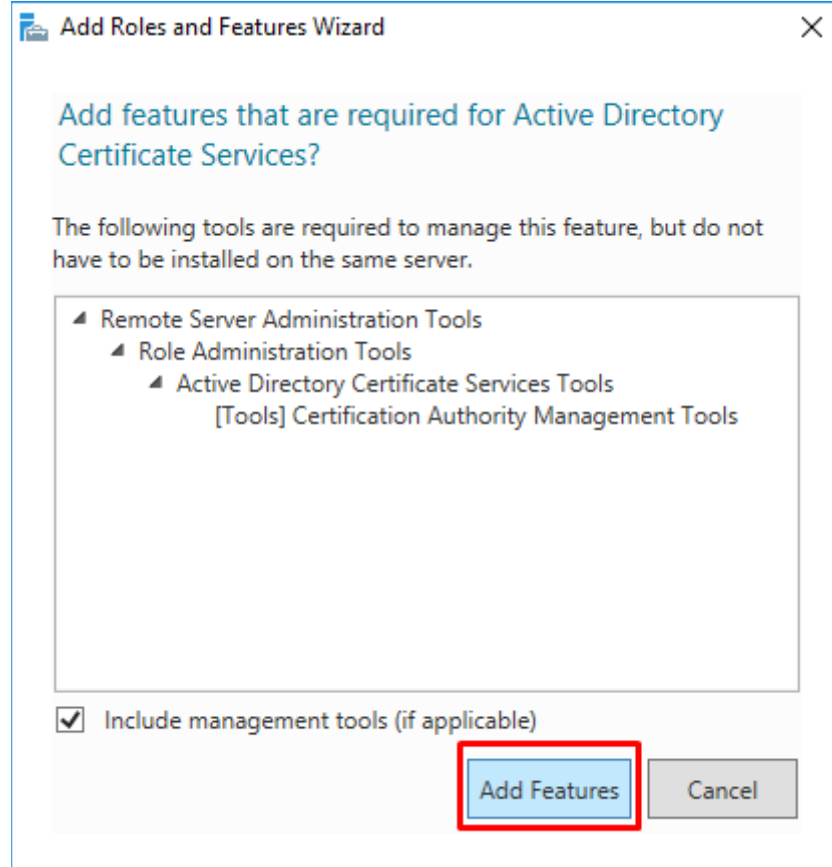 Add Roles and Features Wizard
Add features that are required for Active Directory
Certificate Services?
The following tools are required to manage this feature, but do not
have to be installed on the same server.
Remote Server Administration Tools
Role Administration Tools
Active Directory Certificate Services Tools
[Tools] Certification Authority Management Tools
Include management tools (if applicable)
Add Features
Cancel